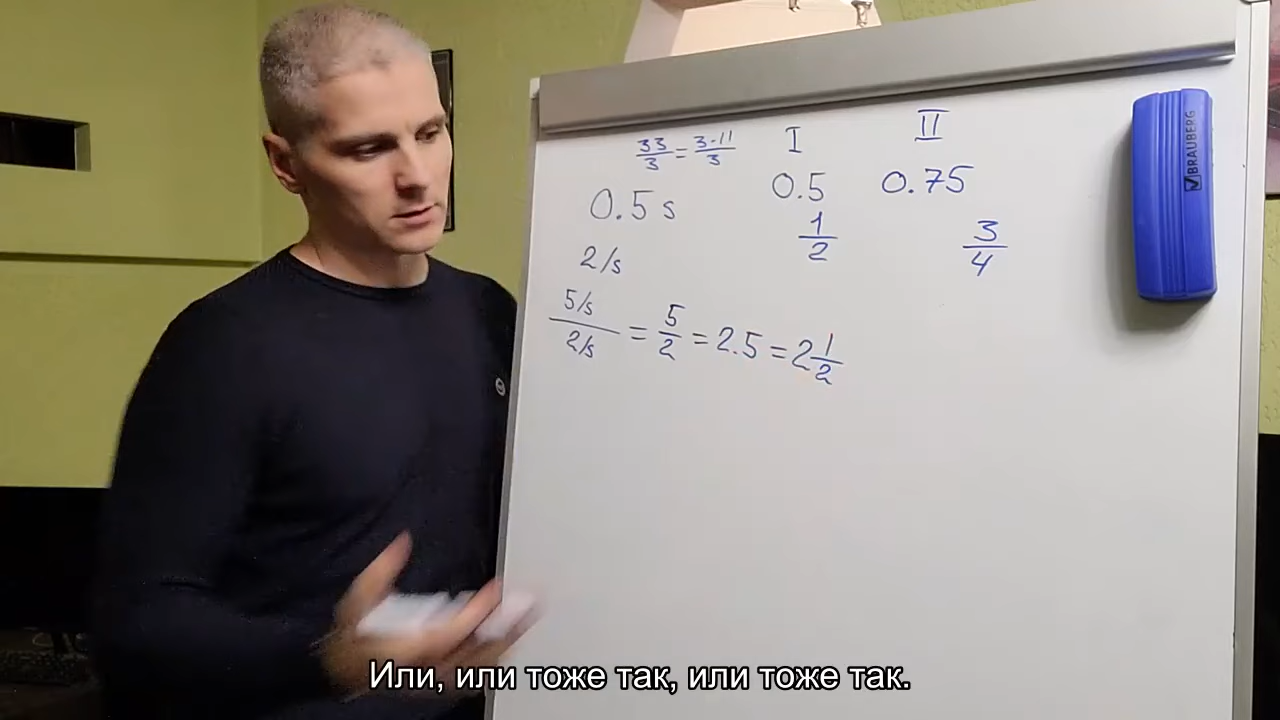 33/3 = 3·11/3
I
II
0.5 s
0.5
0.75
2/s
1/2
3/4
5/s / 2/s = 5/2 = 2.5 = 2 1/2
BRAUBERG
Или, или тоже так, или тоже так.